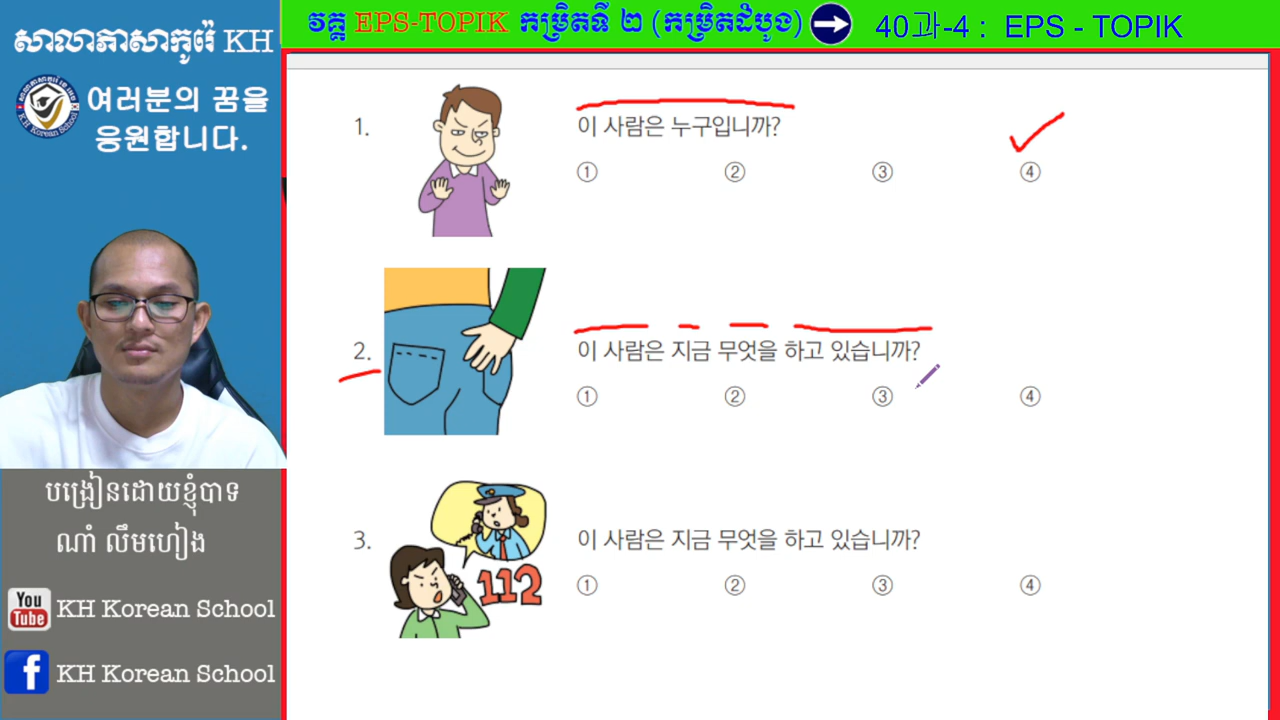 សាលាភាសាកូរ៉េ KH
여러분의 꿈을
응원합니다.
KH Korean School
បង្រៀនដោយខ្ញុំបាទ
ណាំ លឹមហៀង
You
Tube
KH Korean School
f
KH Korean School
វគ្គ EPS-TOPIK កម្រិតទី ២ (កម្រិតដំបូង)
40과-4 : EPS - TOPIK
1.
이 사람은 누구입니까?
① ② ③ ④
2.
이 사람은 지금 무엇을 하고 있습니까?
① ② ③ ④
3.
112
이 사람은 지금 무엇을 하고 있습니까?
① ② ③ ④